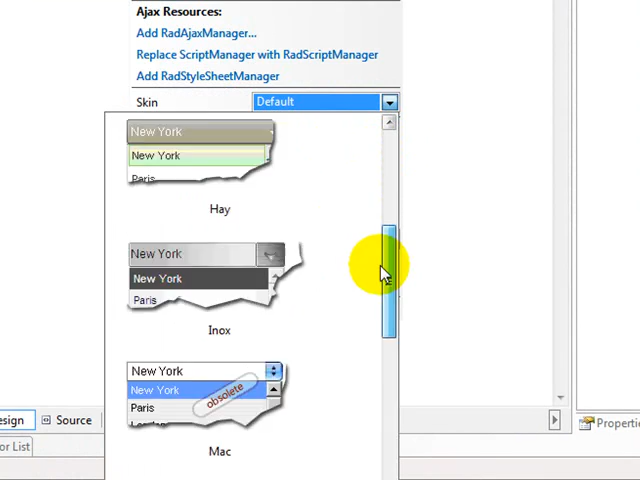 Ajax Resources:
Add RadAjaxManager...
Replace ScriptManager with RadScriptManager
Add RadStyleSheetManager
Skin
Default
New York
New York
Paris
Hay
New York
New York
Paris
Inox
New York
New York
obsolete
Paris
Mac
esign
Source
Properti
or List